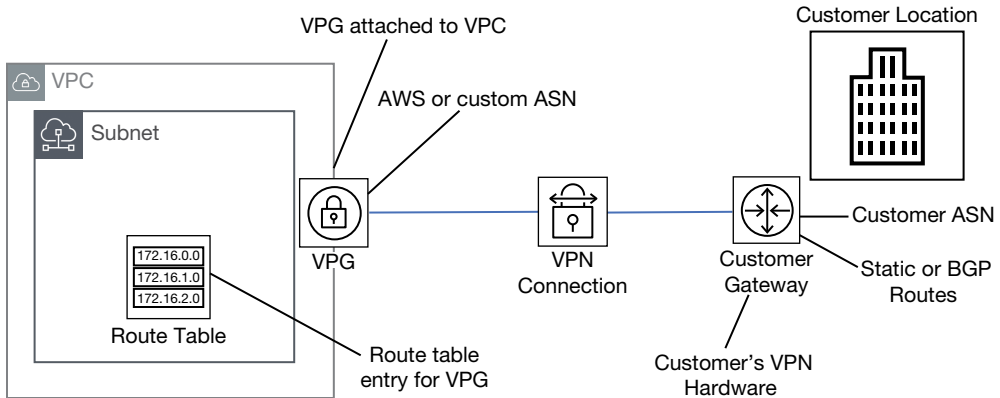 Customer Location
VPG attached to VPC
VPC
AWS or custom ASN
Subnet
Customer ASN
172.16.0.0
172.16.1.0
172.16.2.0
VPG
VPN
Connection
Customer
Gateway
Static or BGP
Routes
Route Table
Route table
entry for VPG
Customer's VPN
Hardware